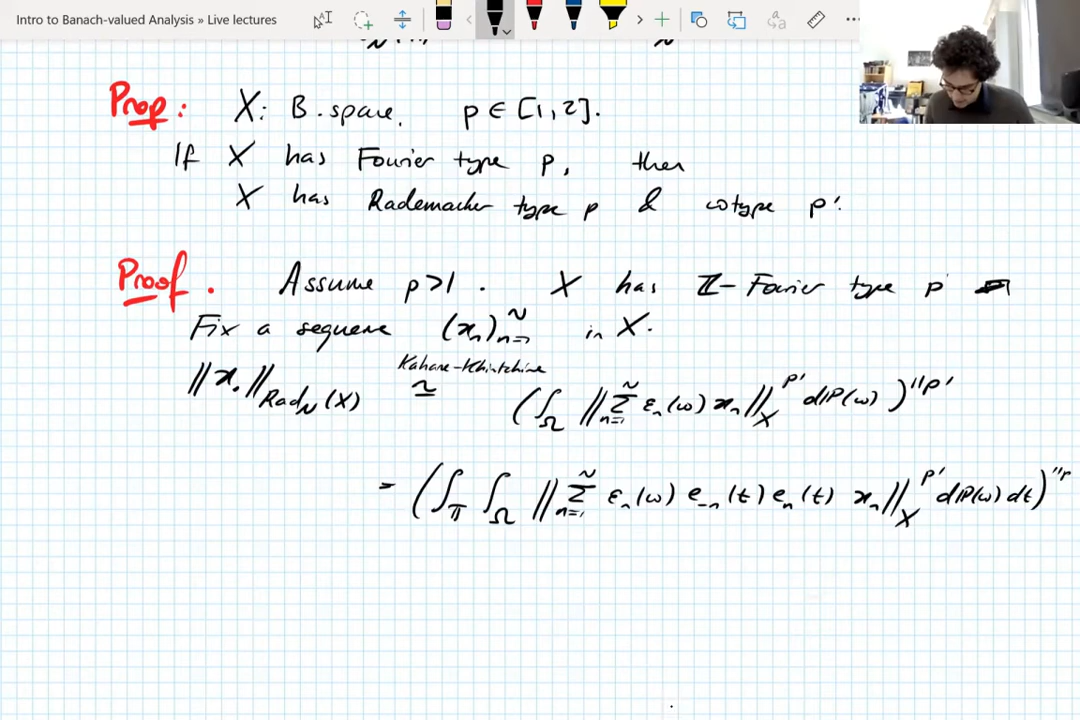 Intro to Banach-valued Analysis » Live lectures
Prop: X: B. space. p ∈ [1, 2].
If X has Fourier type p, then
X has Rademacher type p & cotype p'.
Proof. Assume p>1. X has ℤ-Fourier type p
Fix a sequence (xₙ)ₙ₌₁ᴺ in X.
Kahane-Khintchine
‖x.‖_{Rad_N(X)} ≃ (∫_Ω ‖∑_{n=1}^N εₙ(ω) xₙ‖_X^{p'} dℙ(ω))^{1/p'}
= (∫_𝕋 ∫_Ω ‖∑_{n=1}^N εₙ(ω) e₋ₙ(t) eₙ(t) xₙ‖_X^{p'} dℙ(ω) dt)^{1/p}